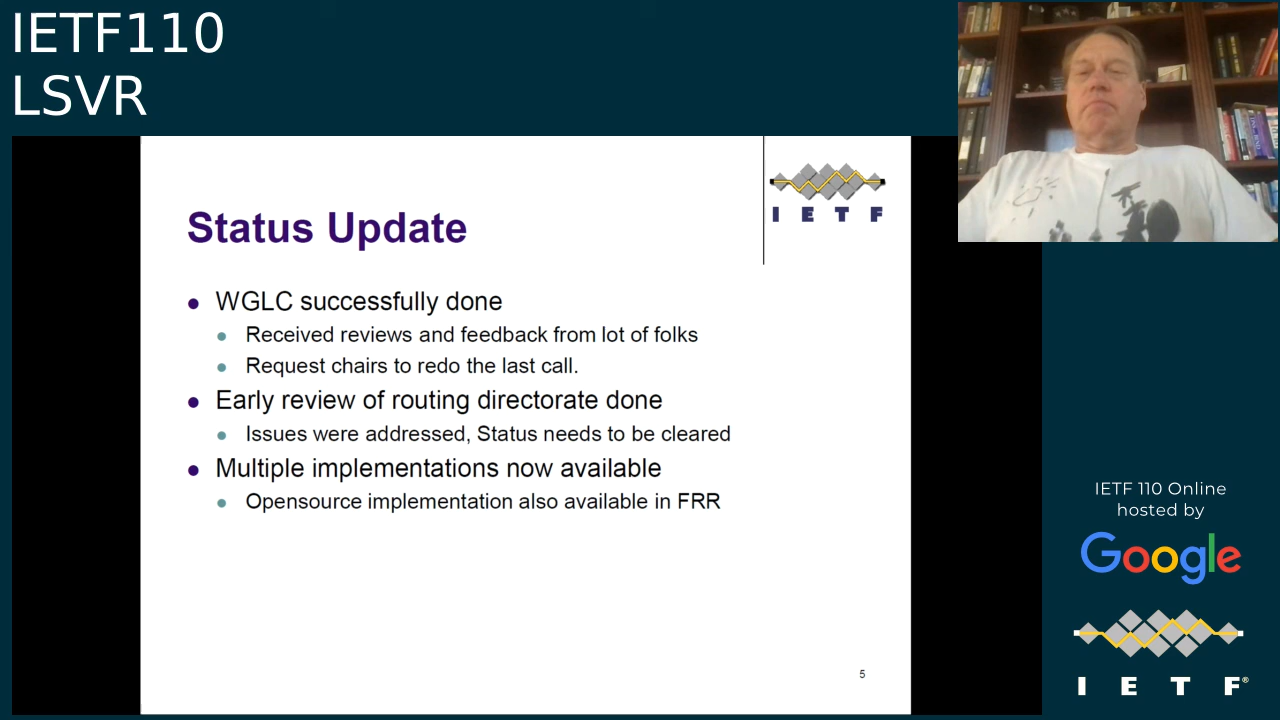 IETF110
LSVR
I E T F
Status Update
WGLC successfully done
Received reviews and feedback from lot of folks
Request chairs to redo the last call.
Early review of routing directorate done
Issues were addressed, Status needs to be cleared
Multiple implementations now available
Opensource implementation also available in FRR
5
IETF 110 Online
hosted by
Google
I E T F®